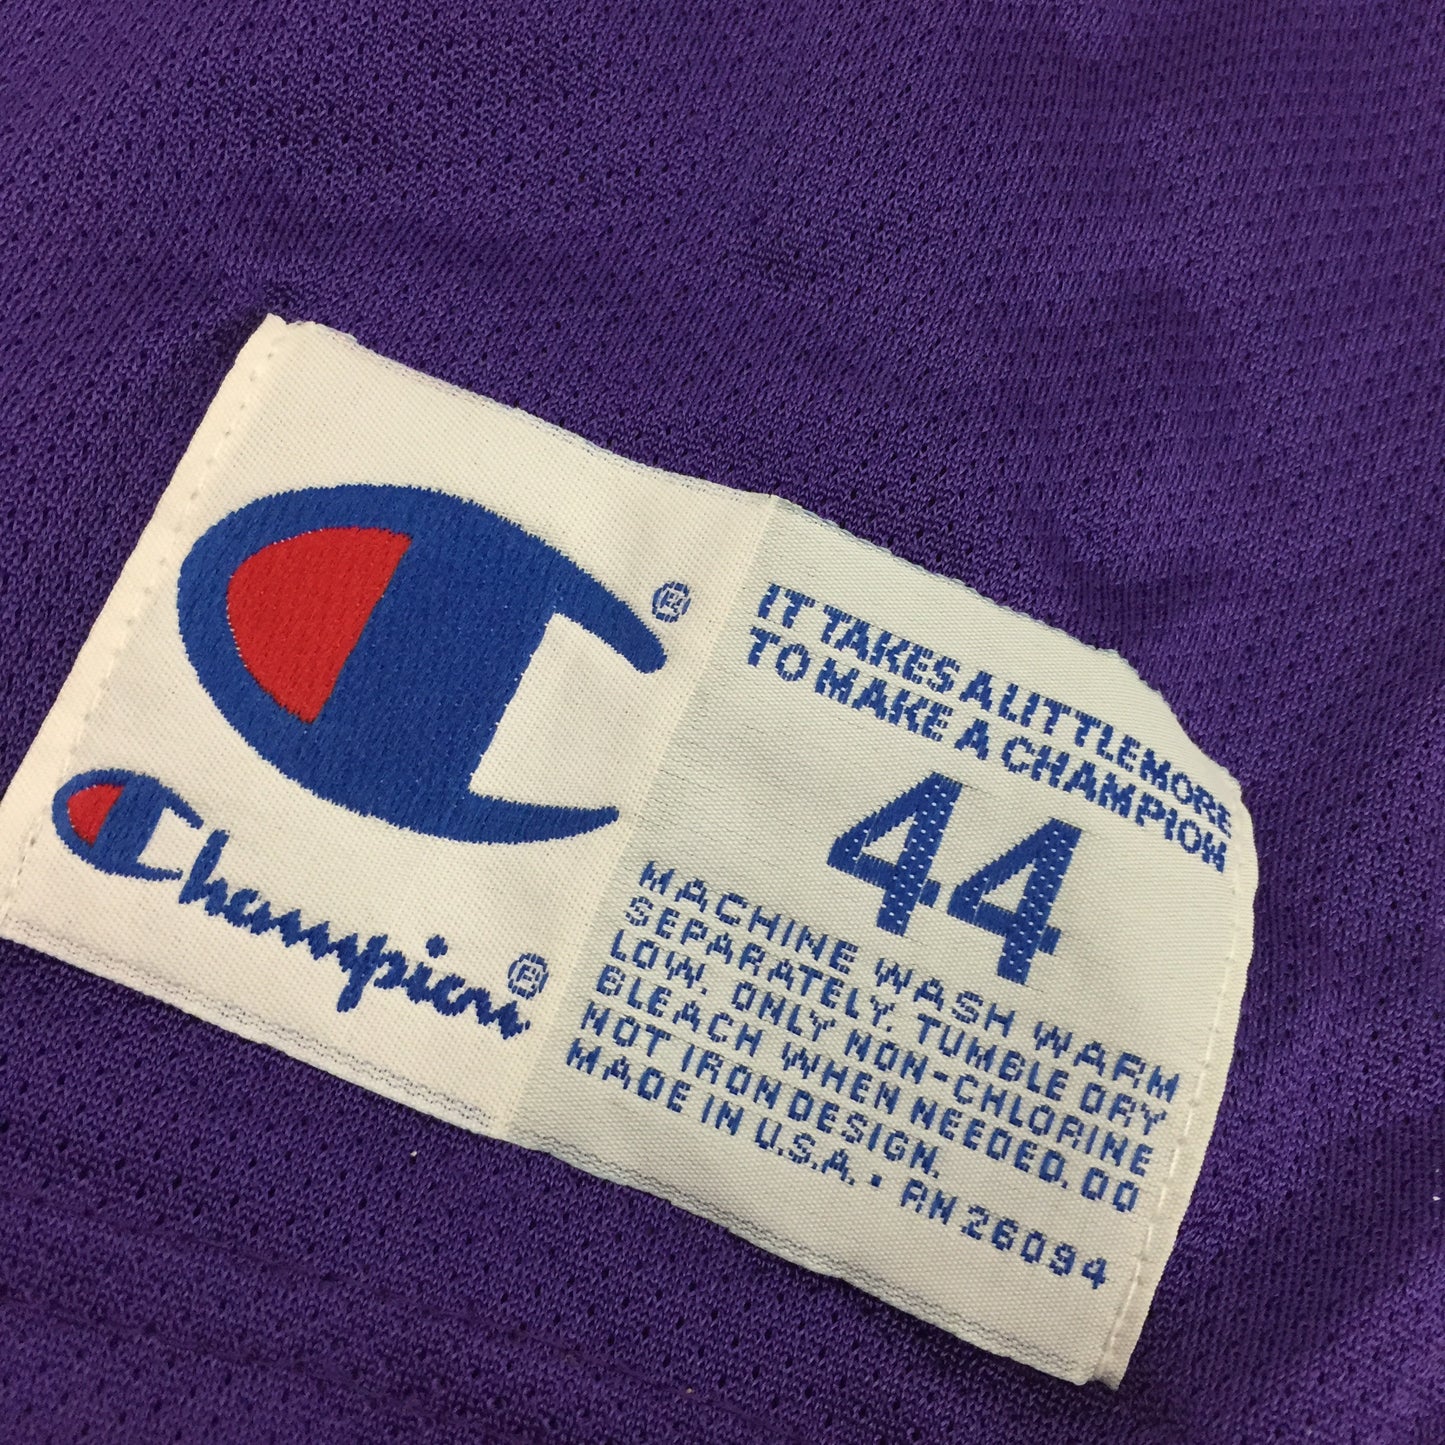 ®
Champion®
IT TAKES A LITTLE MORE
TO MAKE A CHAMPION
44
MACHINE WASH WARM
SEPARATELY. TUMBLE DRY
LOW. ONLY NON-CHLORINE
BLEACH WHEN NEEDED. DO
NOT IRON DESIGN.
MADE IN U.S.A. • RN 26094